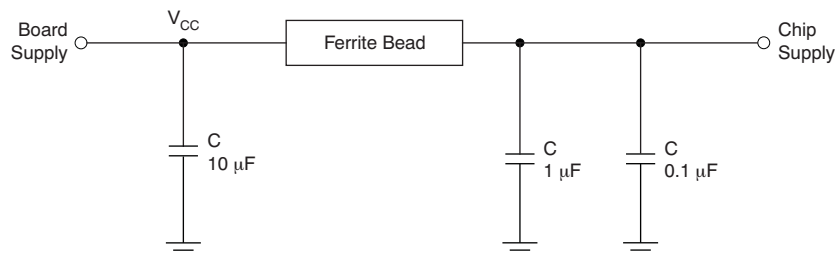 Board
Supply
V_CC
Ferrite Bead
Chip
Supply
C
10 µF
C
1 µF
C
0.1 µF